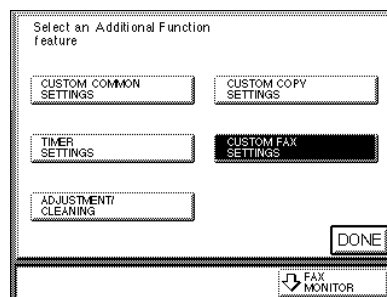 Select an Additional Function
feature
CUSTOM COMMON
SETTINGS
CUSTOM COPY
SETTINGS
TIMER
SETTINGS
CUSTOM FAX
SETTINGS
ADJUSTMENT/
CLEANING
DONE
FAX
MONITOR